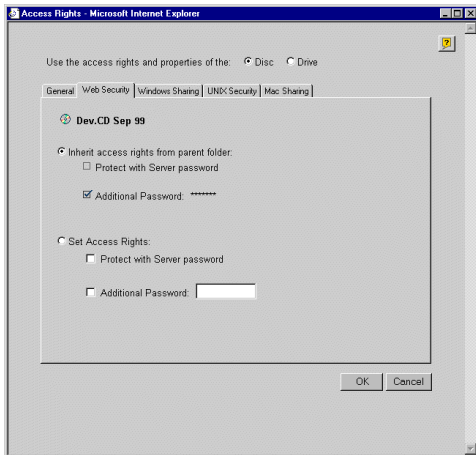 Access Rights - Microsoft Internet Explorer
?
Use the access rights and properties of the: Disc Drive
General Web Security Windows Sharing UNIX Security Mac Sharing
Dev.CD Sep 99
Inherit access rights from parent folder:
Protect with Server password
Additional Password: *******
Set Access Rights:
Protect with Server password
Additional Password:
OK Cancel